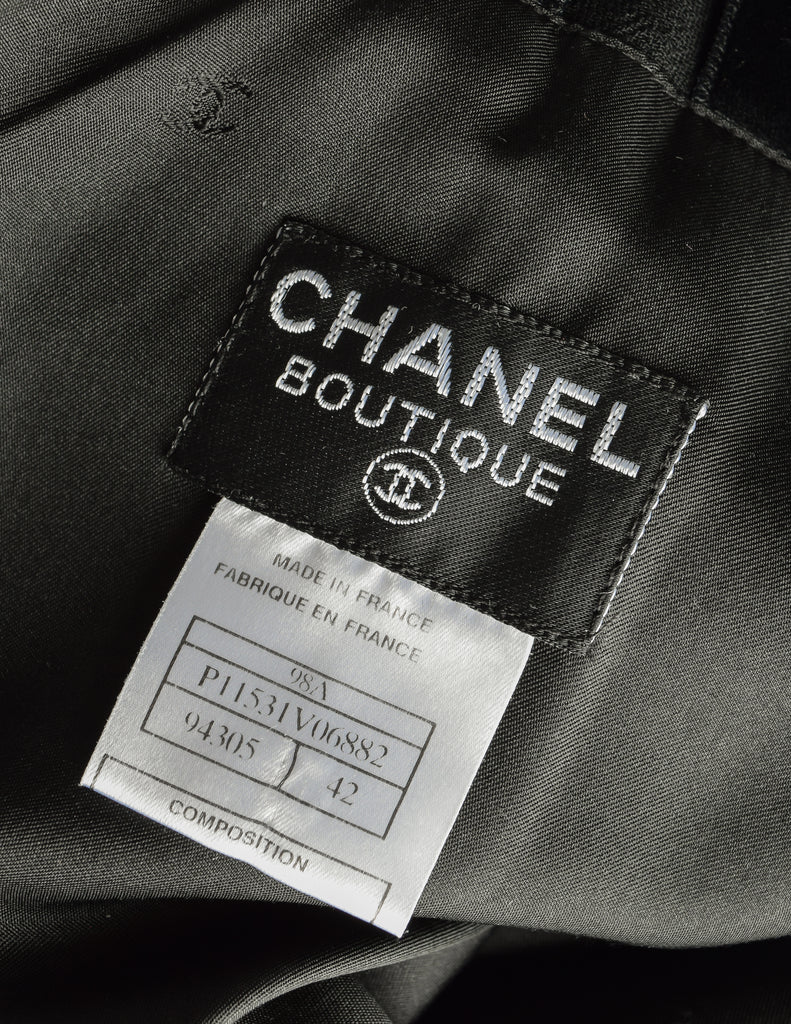 CHANEL
BOUTIQUE
MADE IN FRANCE
FABRIQUE EN FRANCE
98A
P11531V06882
94305 42
COMPOSITION